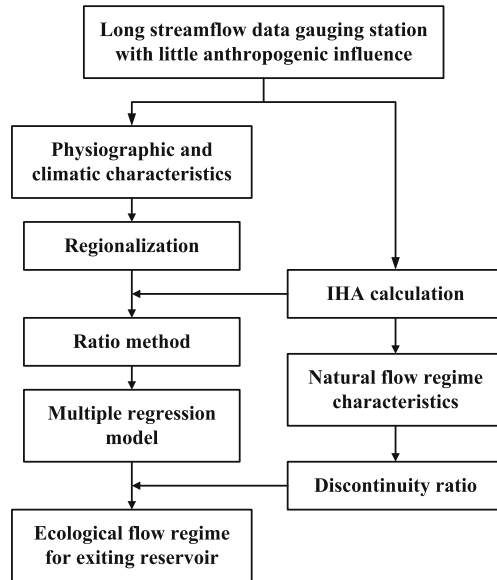 Long streamflow data gauging station
with little anthropogenic influence
Physiographic and
climatic characteristics
Regionalization
IHA calculation
Ratio method
Natural flow regime
characteristics
Multiple regression
model
Discontinuity ratio
Ecological flow regime
for exiting reservoir